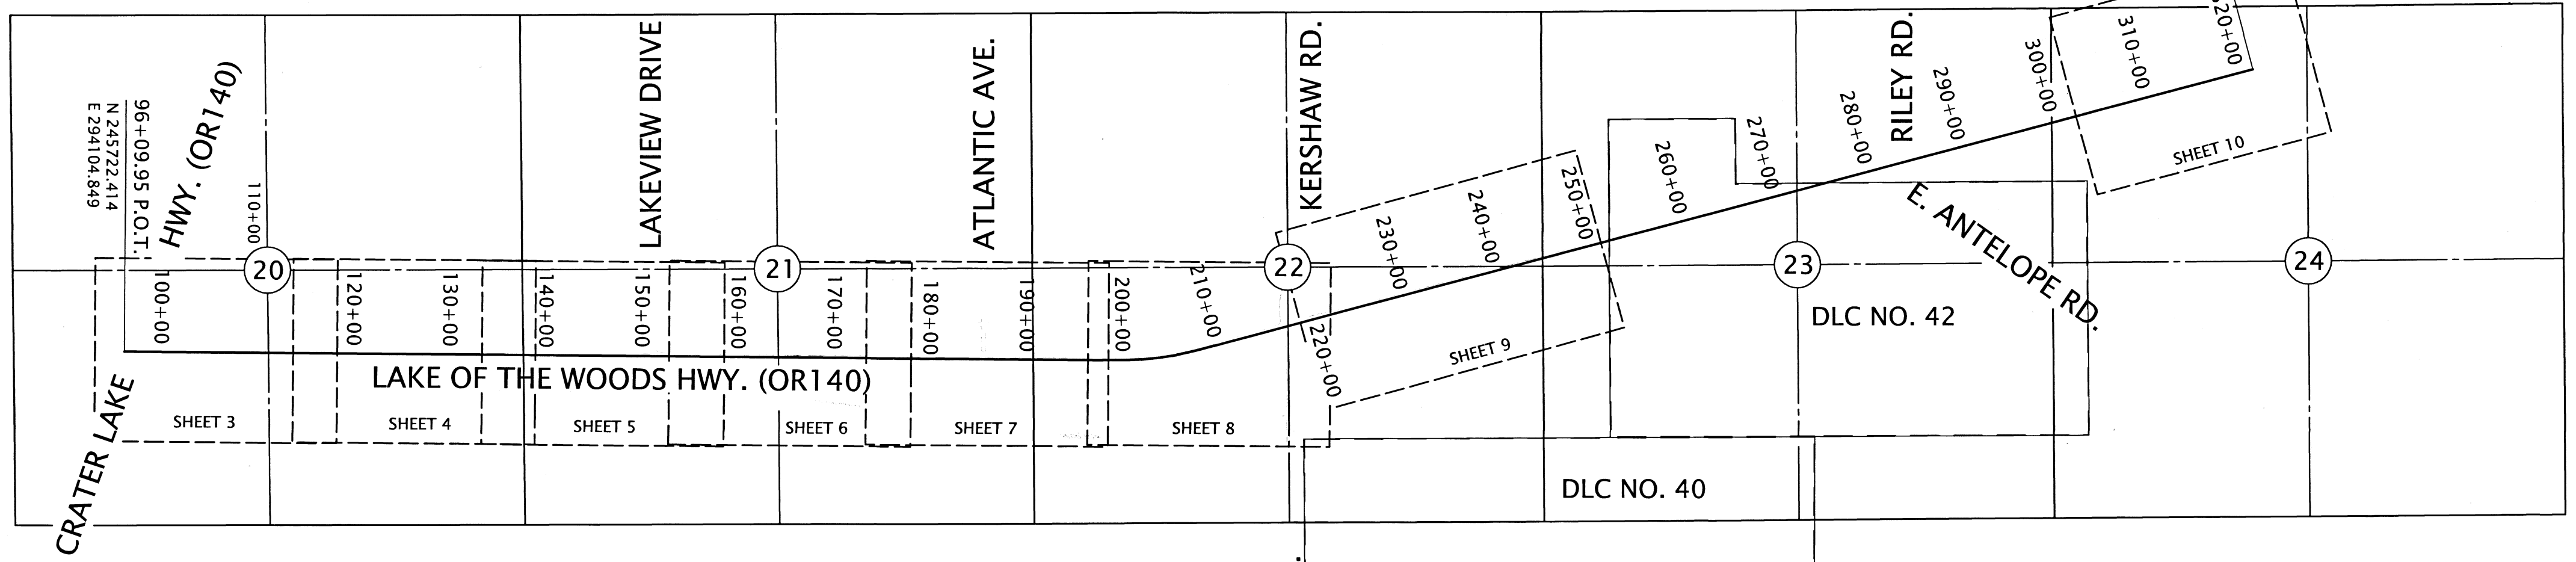 96+09.95 P.O.T.
N 245722.414
E 294104.849
CRATER LAKE
HWY. (OR140)
LAKEVIEW DRIVE
ATLANTIC AVE.
KERSHAW RD.
RILEY RD.
E. ANTELOPE RD.
LAKE OF THE WOODS HWY. (OR140)
100+00
110+00
120+00
130+00
140+00
150+00
160+00
170+00
180+00
190+00
200+00
210+00
220+00
230+00
240+00
250+00
260+00
270+00
280+00
290+00
300+00
310+00
20+00
20
21
22
23
24
SHEET 3
SHEET 4
SHEET 5
SHEET 6
SHEET 7
SHEET 8
SHEET 9
SHEET 10
DLC NO. 42
DLC NO. 40